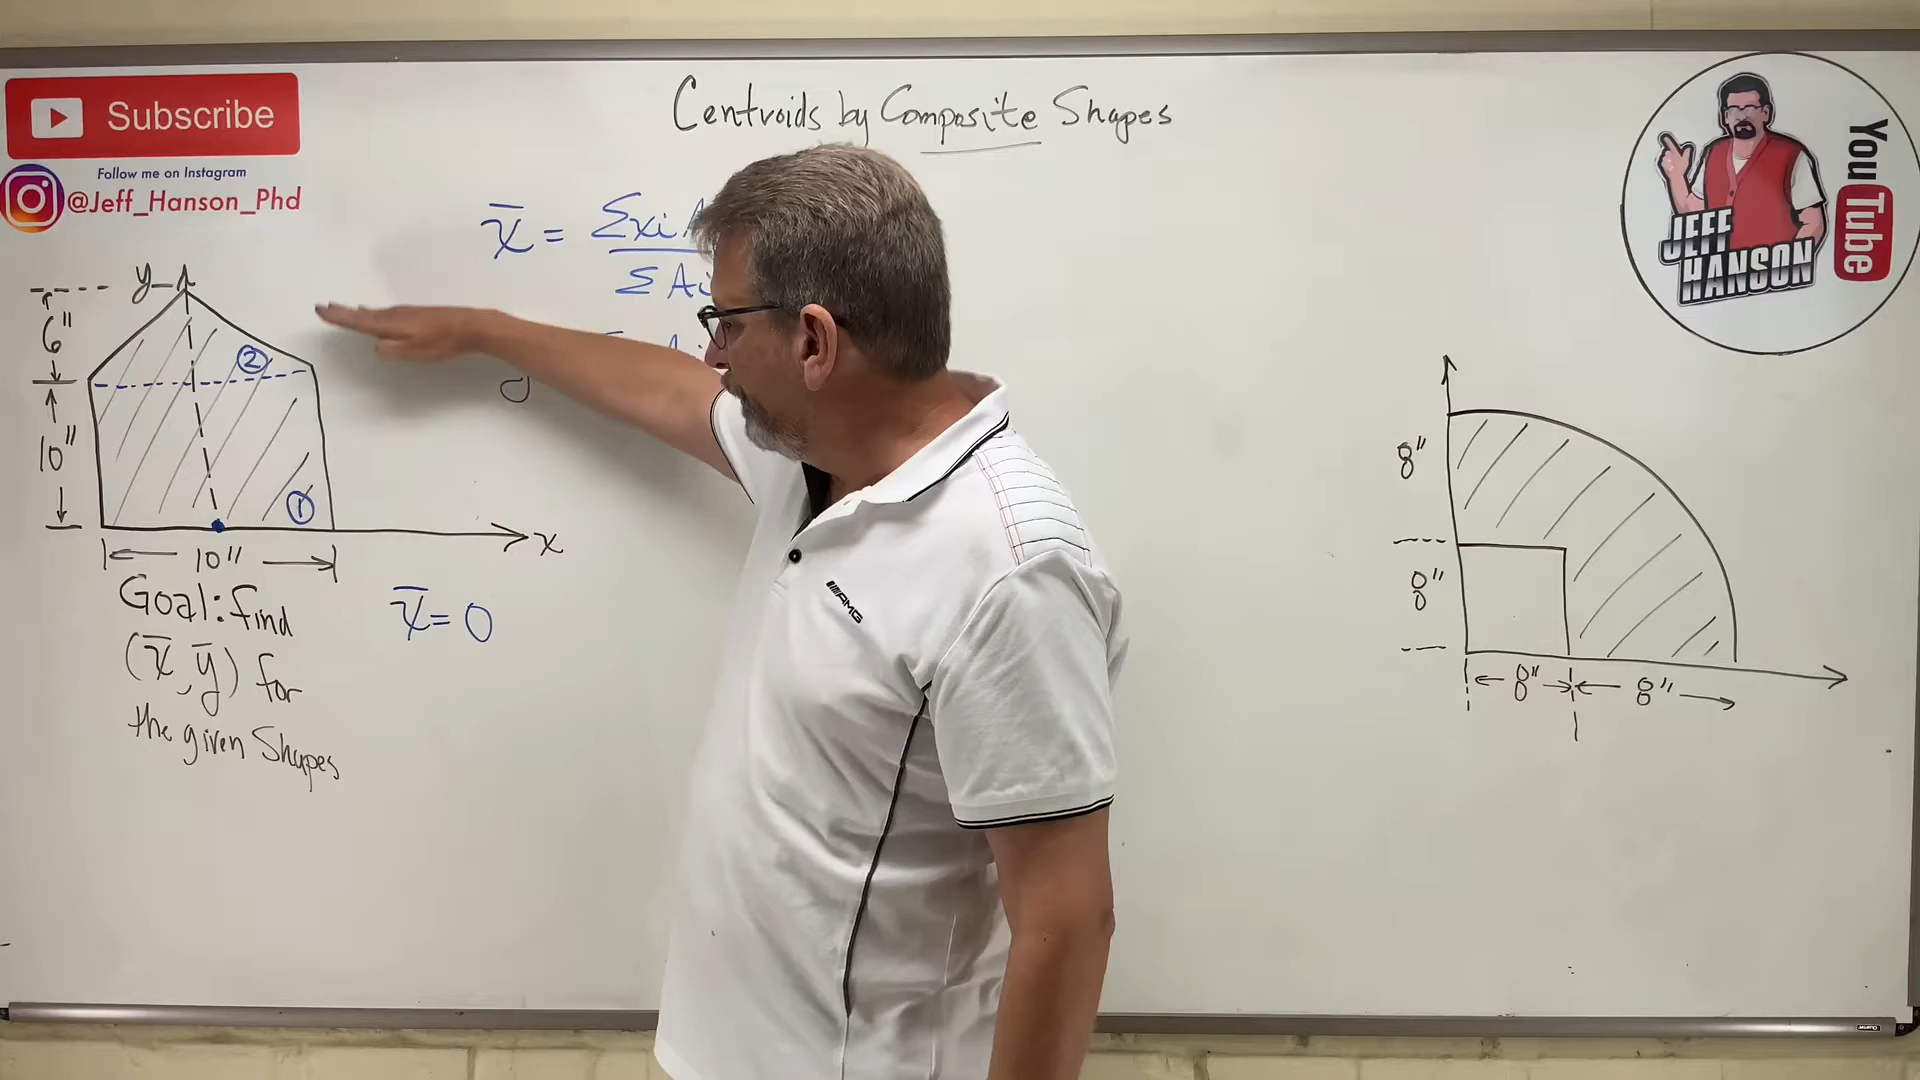 Subscribe
Follow me on Instagram
@Jeff_Hanson_Phd
Centroids by Composite Shapes
x̄ = Σxi A
ΣAi
y
6"
②
10"
①
x
10"
Goal: find
(x̄, ȳ) for
the given Shapes
x̄ = 0
AMG
8"
8"
8"
8"
JEFF
HANSON
YouTube